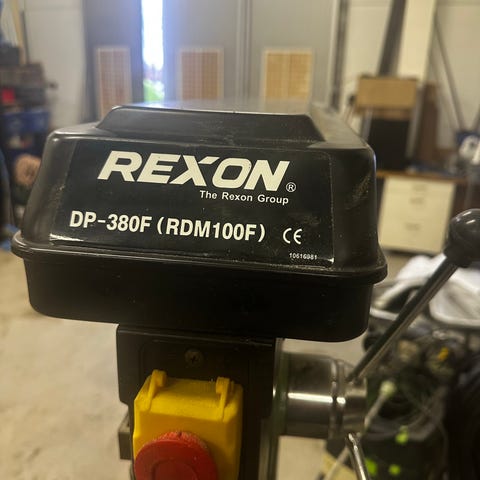 REXON®
The Rexon Group
DP-380F (RDM100F) CE
10616981